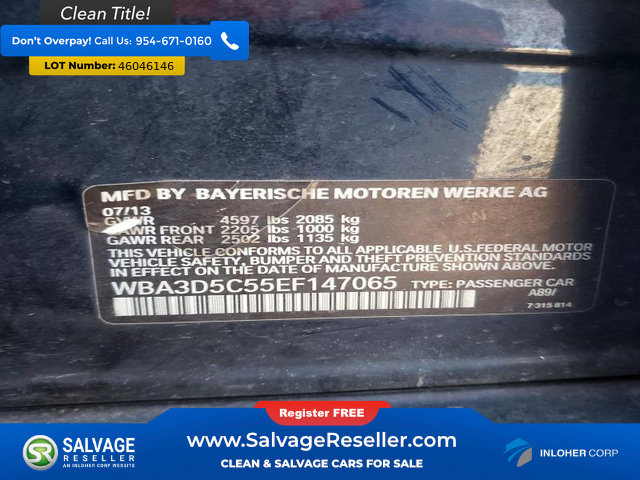 Clean Title!
Don't Overpay! Call Us: 954-671-0160
LOT Number: 46046146
MFD BY BAYERISCHE MOTOREN WERKE AG
07/13
GVWR 4597 lbs 2085 kg
GAWR FRONT 2205 lbs 1000 kg
GAWR REAR 2502 lbs 1135 kg
THIS VEHICLE CONFORMS TO ALL APPLICABLE U.S.FEDERAL MOTOR
VEHICLE SAFETY, BUMPER AND THEFT PREVENTION STANDARDS
IN EFFECT ON THE DATE OF MANUFACTURE SHOWN ABOVE.
WBA3D5C55EF147065 TYPE: PASSENGER CAR
A89/
7 315 814
Register FREE
SALVAGE
RESELLER
AN INLOHER CORP WEBSITE
www.SalvageReseller.com
CLEAN & SALVAGE CARS FOR SALE
INLOHER CORP